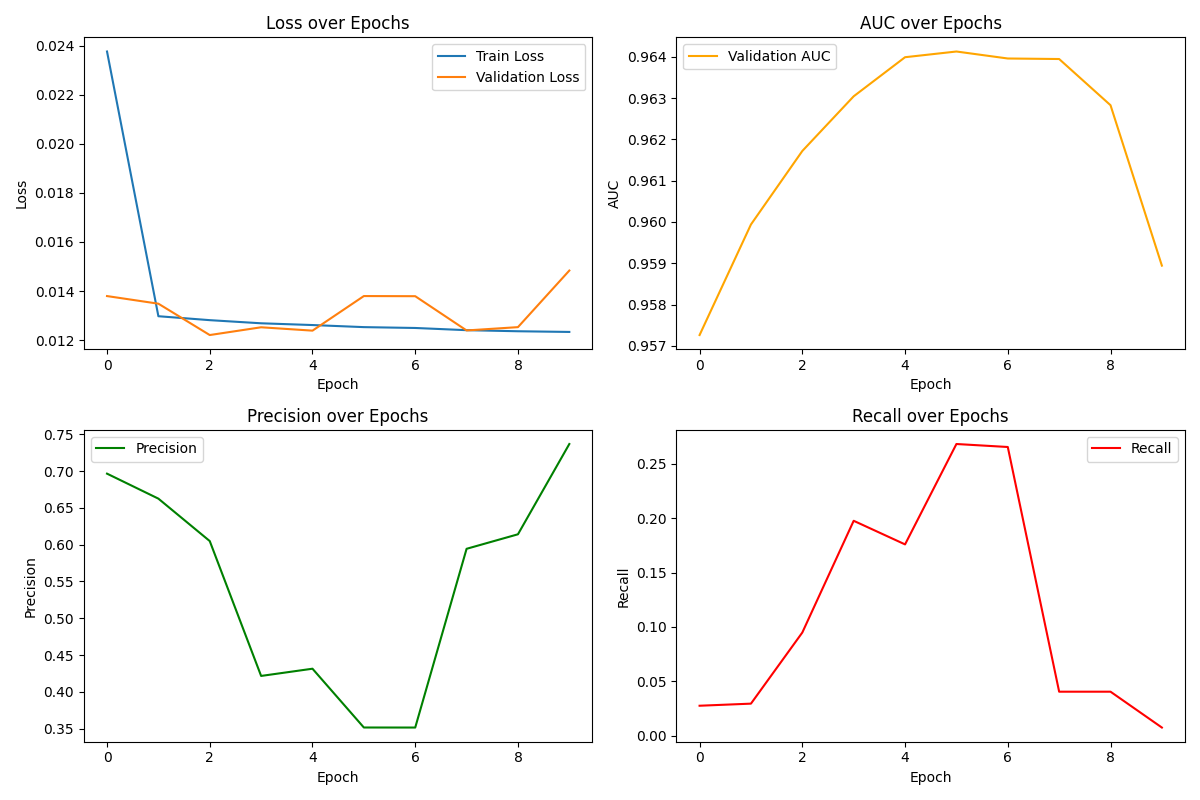 Loss over Epochs
0.024
0.022
0.020
0.018
0.016
0.014
0.012
Loss
Train Loss
Validation Loss
0 2 4 6 8
Epoch
AUC over Epochs
0.964
0.963
0.962
0.961
0.960
0.959
0.958
0.957
AUC
Validation AUC
0 2 4 6 8
Epoch
Precision over Epochs
0.75
0.70
0.65
0.60
0.55
0.50
0.45
0.40
0.35
Precision
Precision
0 2 4 6 8
Epoch
Recall over Epochs
0.25
0.20
0.15
0.10
0.05
0.00
Recall
Recall
0 2 4 6 8
Epoch